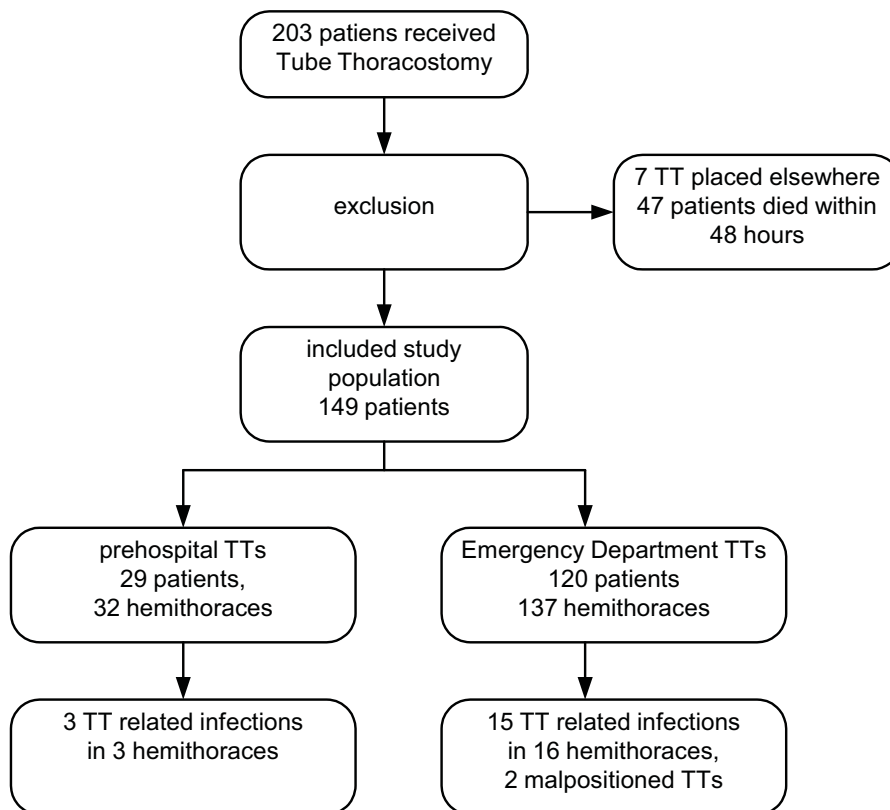 203 patiens received
Tube Thoracostomy
exclusion
7 TT placed elsewhere
47 patients died within
48 hours
included study
population
149 patients
prehospital TTs
29 patients,
32 hemithoraces
Emergency Department TTs
120 patients
137 hemithoraces
3 TT related infections
in 3 hemithoraces
15 TT related infections
in 16 hemithoraces,
2 malpositioned TTs